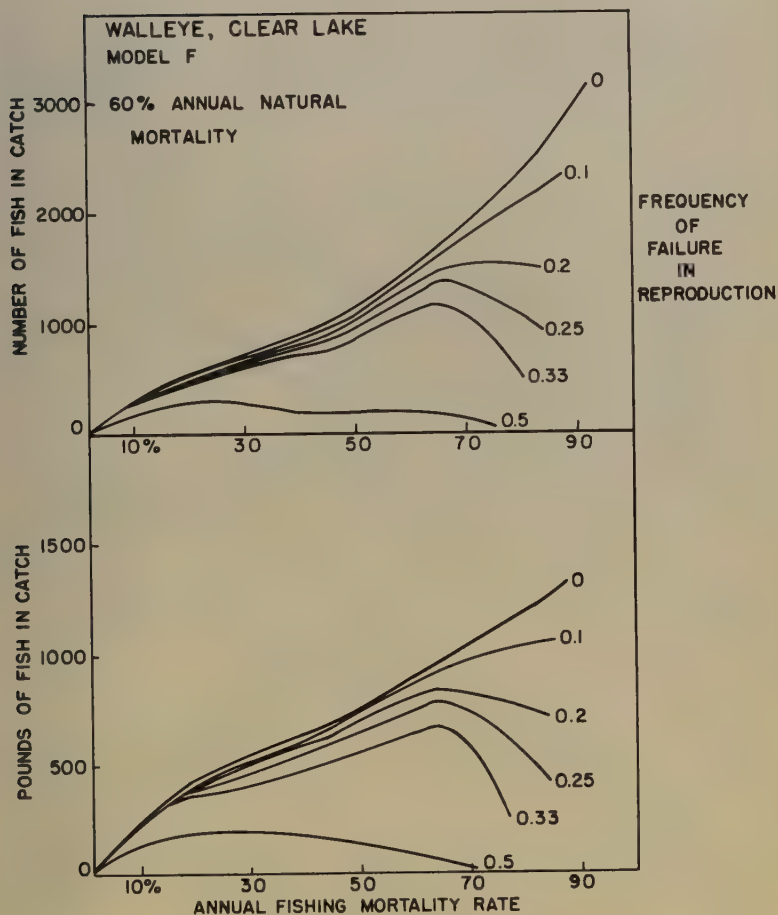 WALLEYE, CLEAR LAKE
MODEL F
60% ANNUAL NATURAL
MORTALITY
NUMBER OF FISH IN CATCH
3000
2000
1000
0
0
0.1
0.2
0.25
0.33
0.5
FREQUENCY
OF
FAILURE
IN
REPRODUCTION
10% 30 50 70 90
POUNDS OF FISH IN CATCH
1500
1000
500
0
0
0.1
0.2
0.25
0.33
0.5
10% 30 50 70 90
ANNUAL FISHING MORTALITY RATE